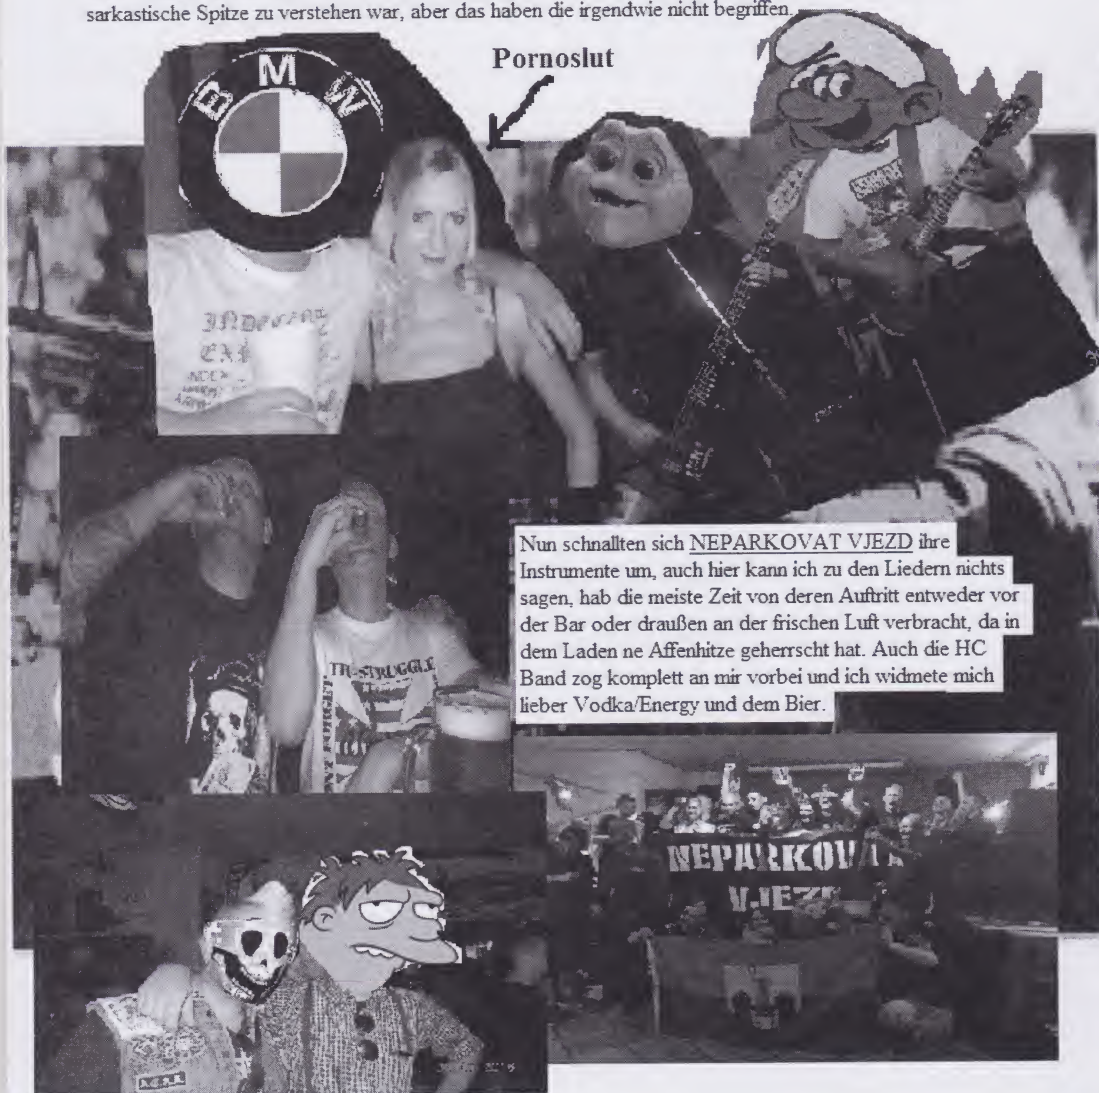 sarkastische Spitze zu verstehen war, aber das haben die irgendwie nicht begriffen.
Pornoslut
BMW
Nun schnallten sich NEPARKOVAT VJEZD ihre
Instrumente um, auch hier kann ich zu den Liedern nichts
sagen, hab die meiste Zeit von deren Auftritt entweder vor
der Bar oder draußen an der frischen Luft verbracht, da in
dem Laden ne Affenhitze geherrscht hat. Auch die HC
Band zog komplett an mir vorbei und ich widmete mich
lieber Vodka/Energy und dem Bier.
STRUGGLE
FORGET
NEPARKOVAT
VJEZD